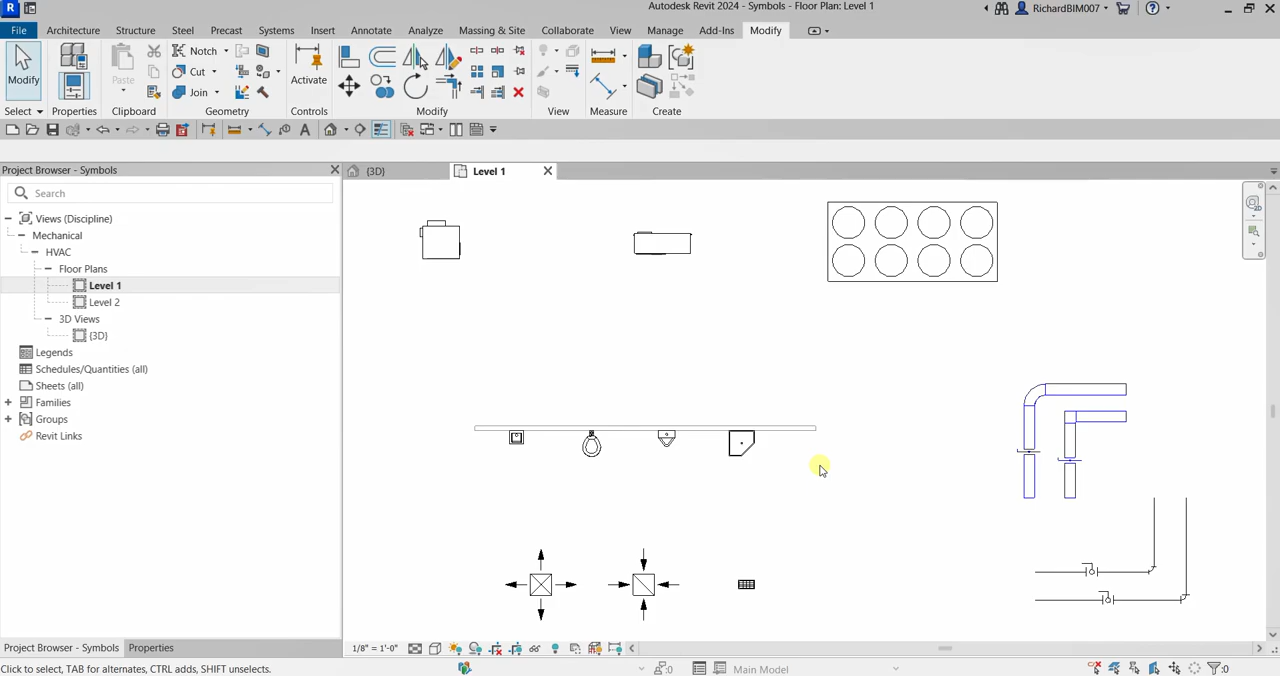 Autodesk Revit 2024 - Symbols - Floor Plan: Level 1
RichardBIM007
File Architecture Structure Steel Precast Systems Insert Annotate Analyze Massing & Site Collaborate View Manage Add-Ins Modify
Modify
Paste
Notch
Cut
Join
Activate
Select Properties Clipboard Geometry Controls Modify View Measure Create
Project Browser - Symbols
{3D}
Level 1
Search
Views (Discipline)
Mechanical
HVAC
Floor Plans
Level 1
Level 2
3D Views
{3D}
Legends
Schedules/Quantities (all)
Sheets (all)
Families
Groups
Revit Links
Project Browser - Symbols
Properties
1/8" = 1'-0"
Click to select, TAB for alternates, CTRL adds, SHIFT unselects.
:0
Main Model
:0